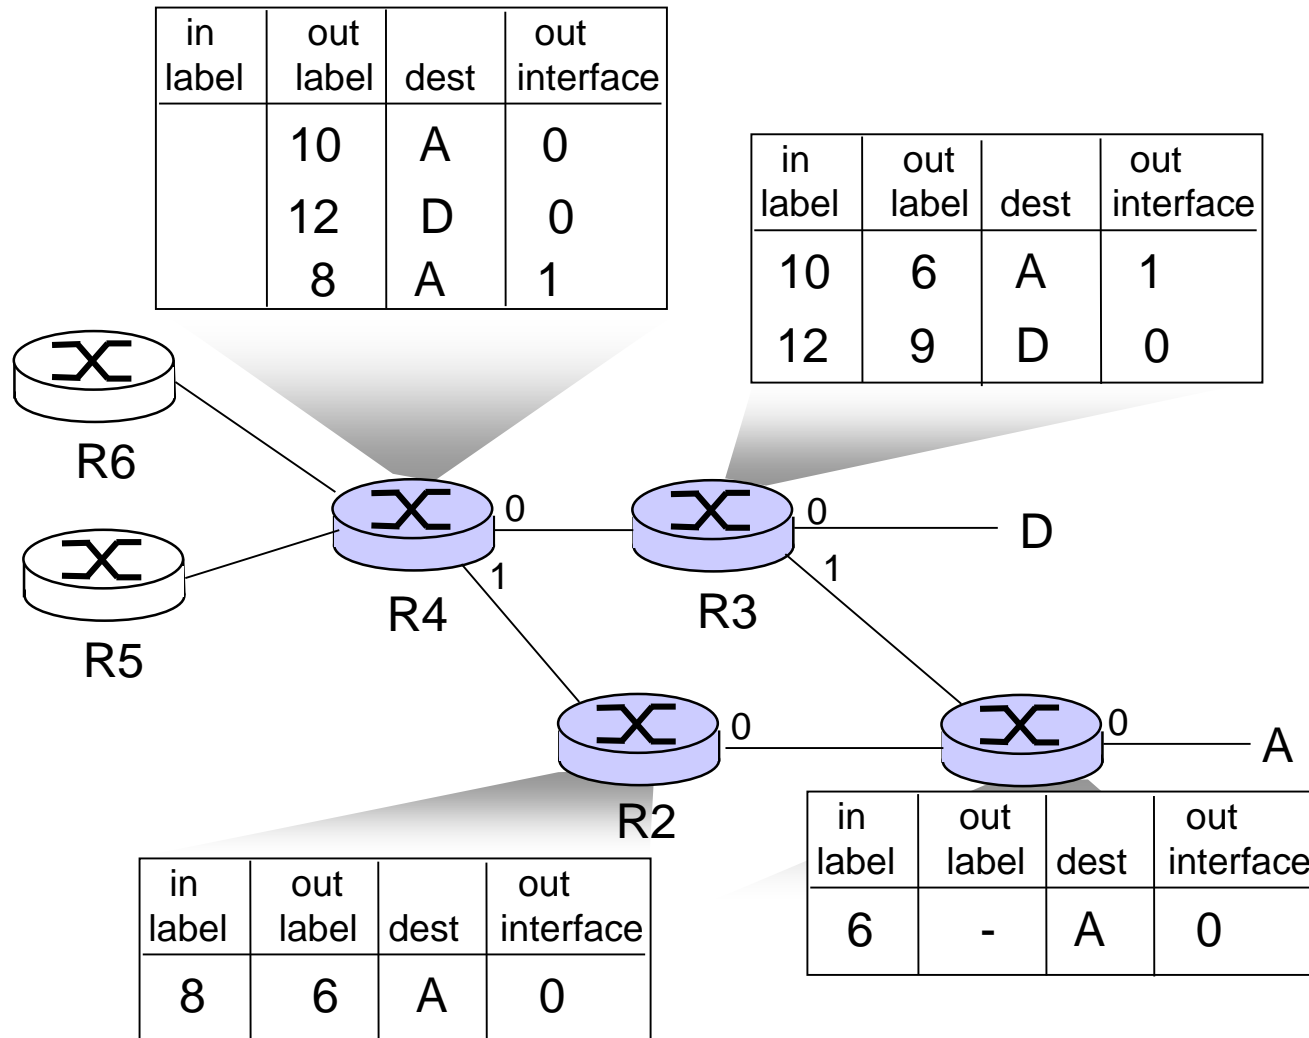 in out out
label label dest interface
10 A 0
12 D 0
8 A 1
in out out
label label dest interface
10 6 A 1
12 9 D 0
R6
R5
0
1
R4
0
1
R3
D
0
R2
0
A
in out out
label label dest interface
6 - A 0
in out out
label label dest interface
8 6 A 0